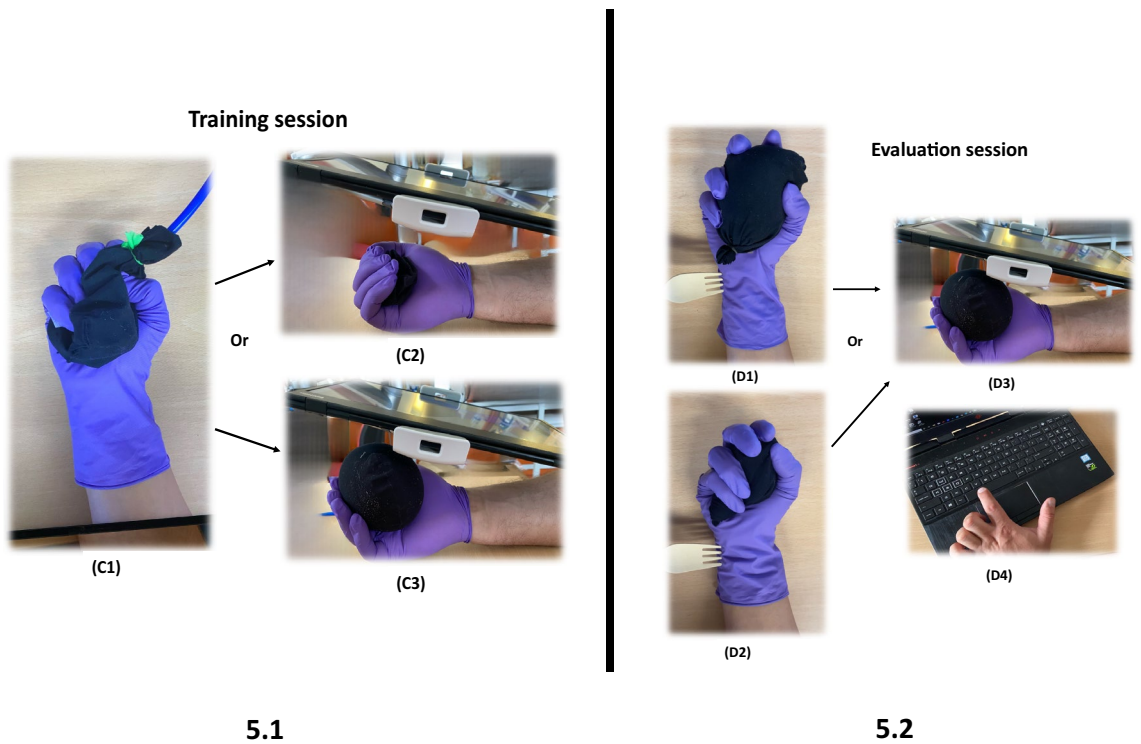 Training session
(C1)
Or
(C2)
(C3)
5.1
Evaluation session
(D1)
Or
(D2)
(D3)
(D4)
5.2